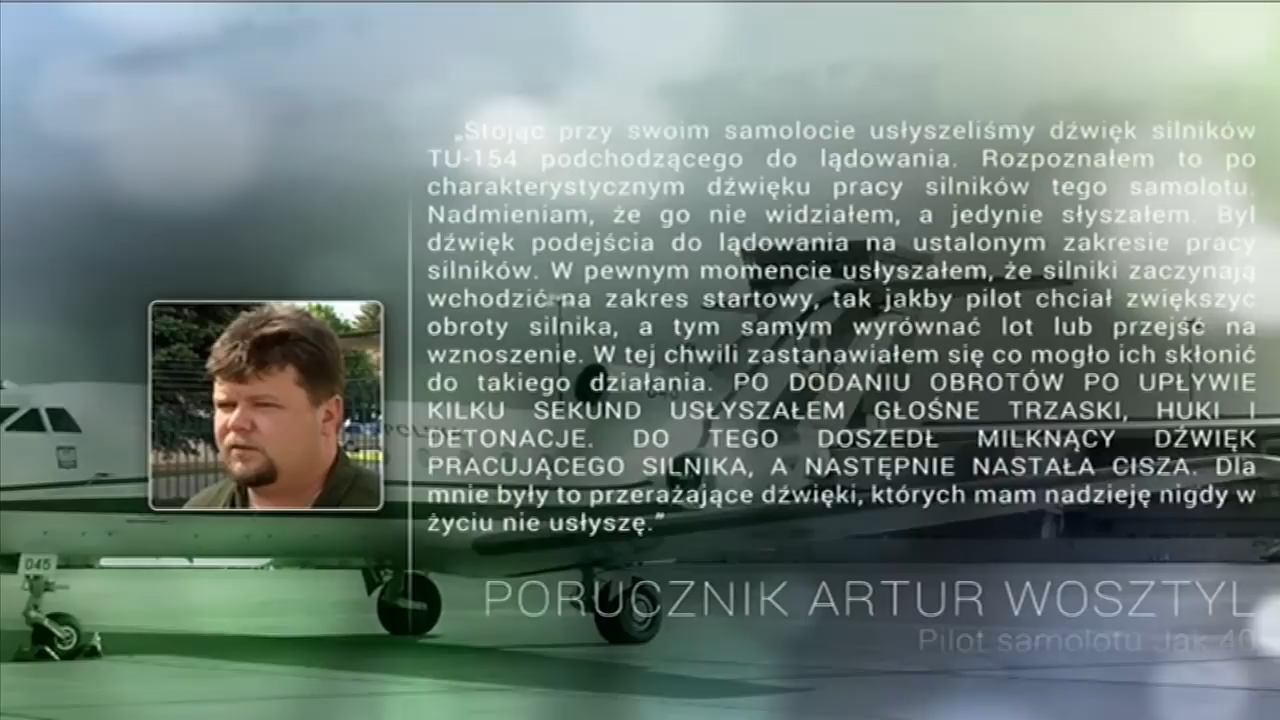 „Stojąc przy swoim samolocie usłyszeliśmy dźwięk silników
TU-154 podchodzącego do lądowania. Rozpoznałem to po
charakterystycznym dźwięku pracy silników tego samolotu.
Nadmieniam, że go nie widziałem, a jedynie słyszałem. Był
dźwięk podejścia do lądowania na ustalonym zakresie pracy
silników. W pewnym momencie usłyszałem, że silniki zaczynają
wchodzić na zakres startowy, tak jakby pilot chciał zwiększyć
obroty silnika, a tym samym wyrównać lot lub przejść na
wznoszenie. W tej chwili zastanawiałem się co mogło ich skłonić
do takiego działania. PO DODANIU OBROTÓW PO UPŁYWIE
KILKU SEKUND USŁYSZAŁEM GŁOŚNE TRZASKI, HUKI I
DETONACJE. DO TEGO DOSZEDŁ MILKNĄCY DŹWIĘK
PRACUJĄCEGO SILNIKA, A NASTĘPNIE NASTAŁA CISZA. Dla
mnie były to przerażające dźwięki, których mam nadzieję nigdy w
życiu nie usłyszę.”
045
PORUCZNIK ARTUR WOSZTYL
Pilot samolotu Jak 40